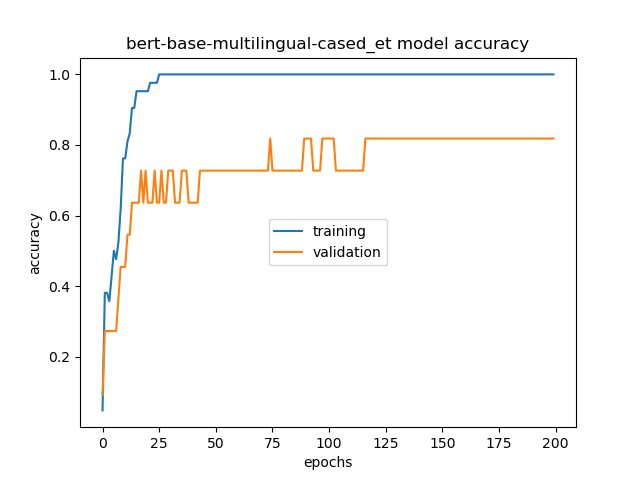 bert-base-multilingual-cased_et model accuracy
1.0
0.8
0.6
0.4
0.2
accuracy
training
validation
0 25 50 75 100 125 150 175 200
epochs